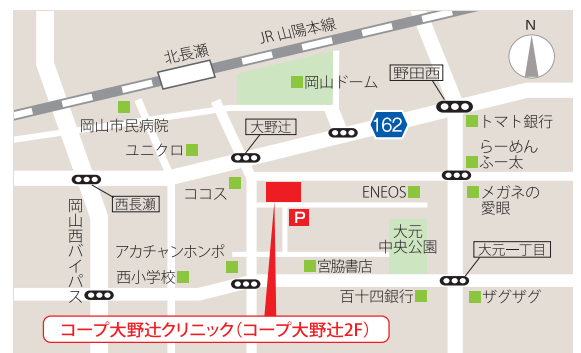 JR山陽本線
N
北長瀬
野田西
岡山ドーム
162
トマト銀行
岡山市民病院
大野辻
らーめん
ふー太
ユニクロ
西長瀬
ココス
ENEOS
メガネの
愛眼
P
岡山西バイパス
大元
中央公園
アカチャンホンポ
大元一丁目
西小学校
宮脇書店
百十四銀行
ザグザグ
コープ大野辻クリニック(コープ大野辻2F)